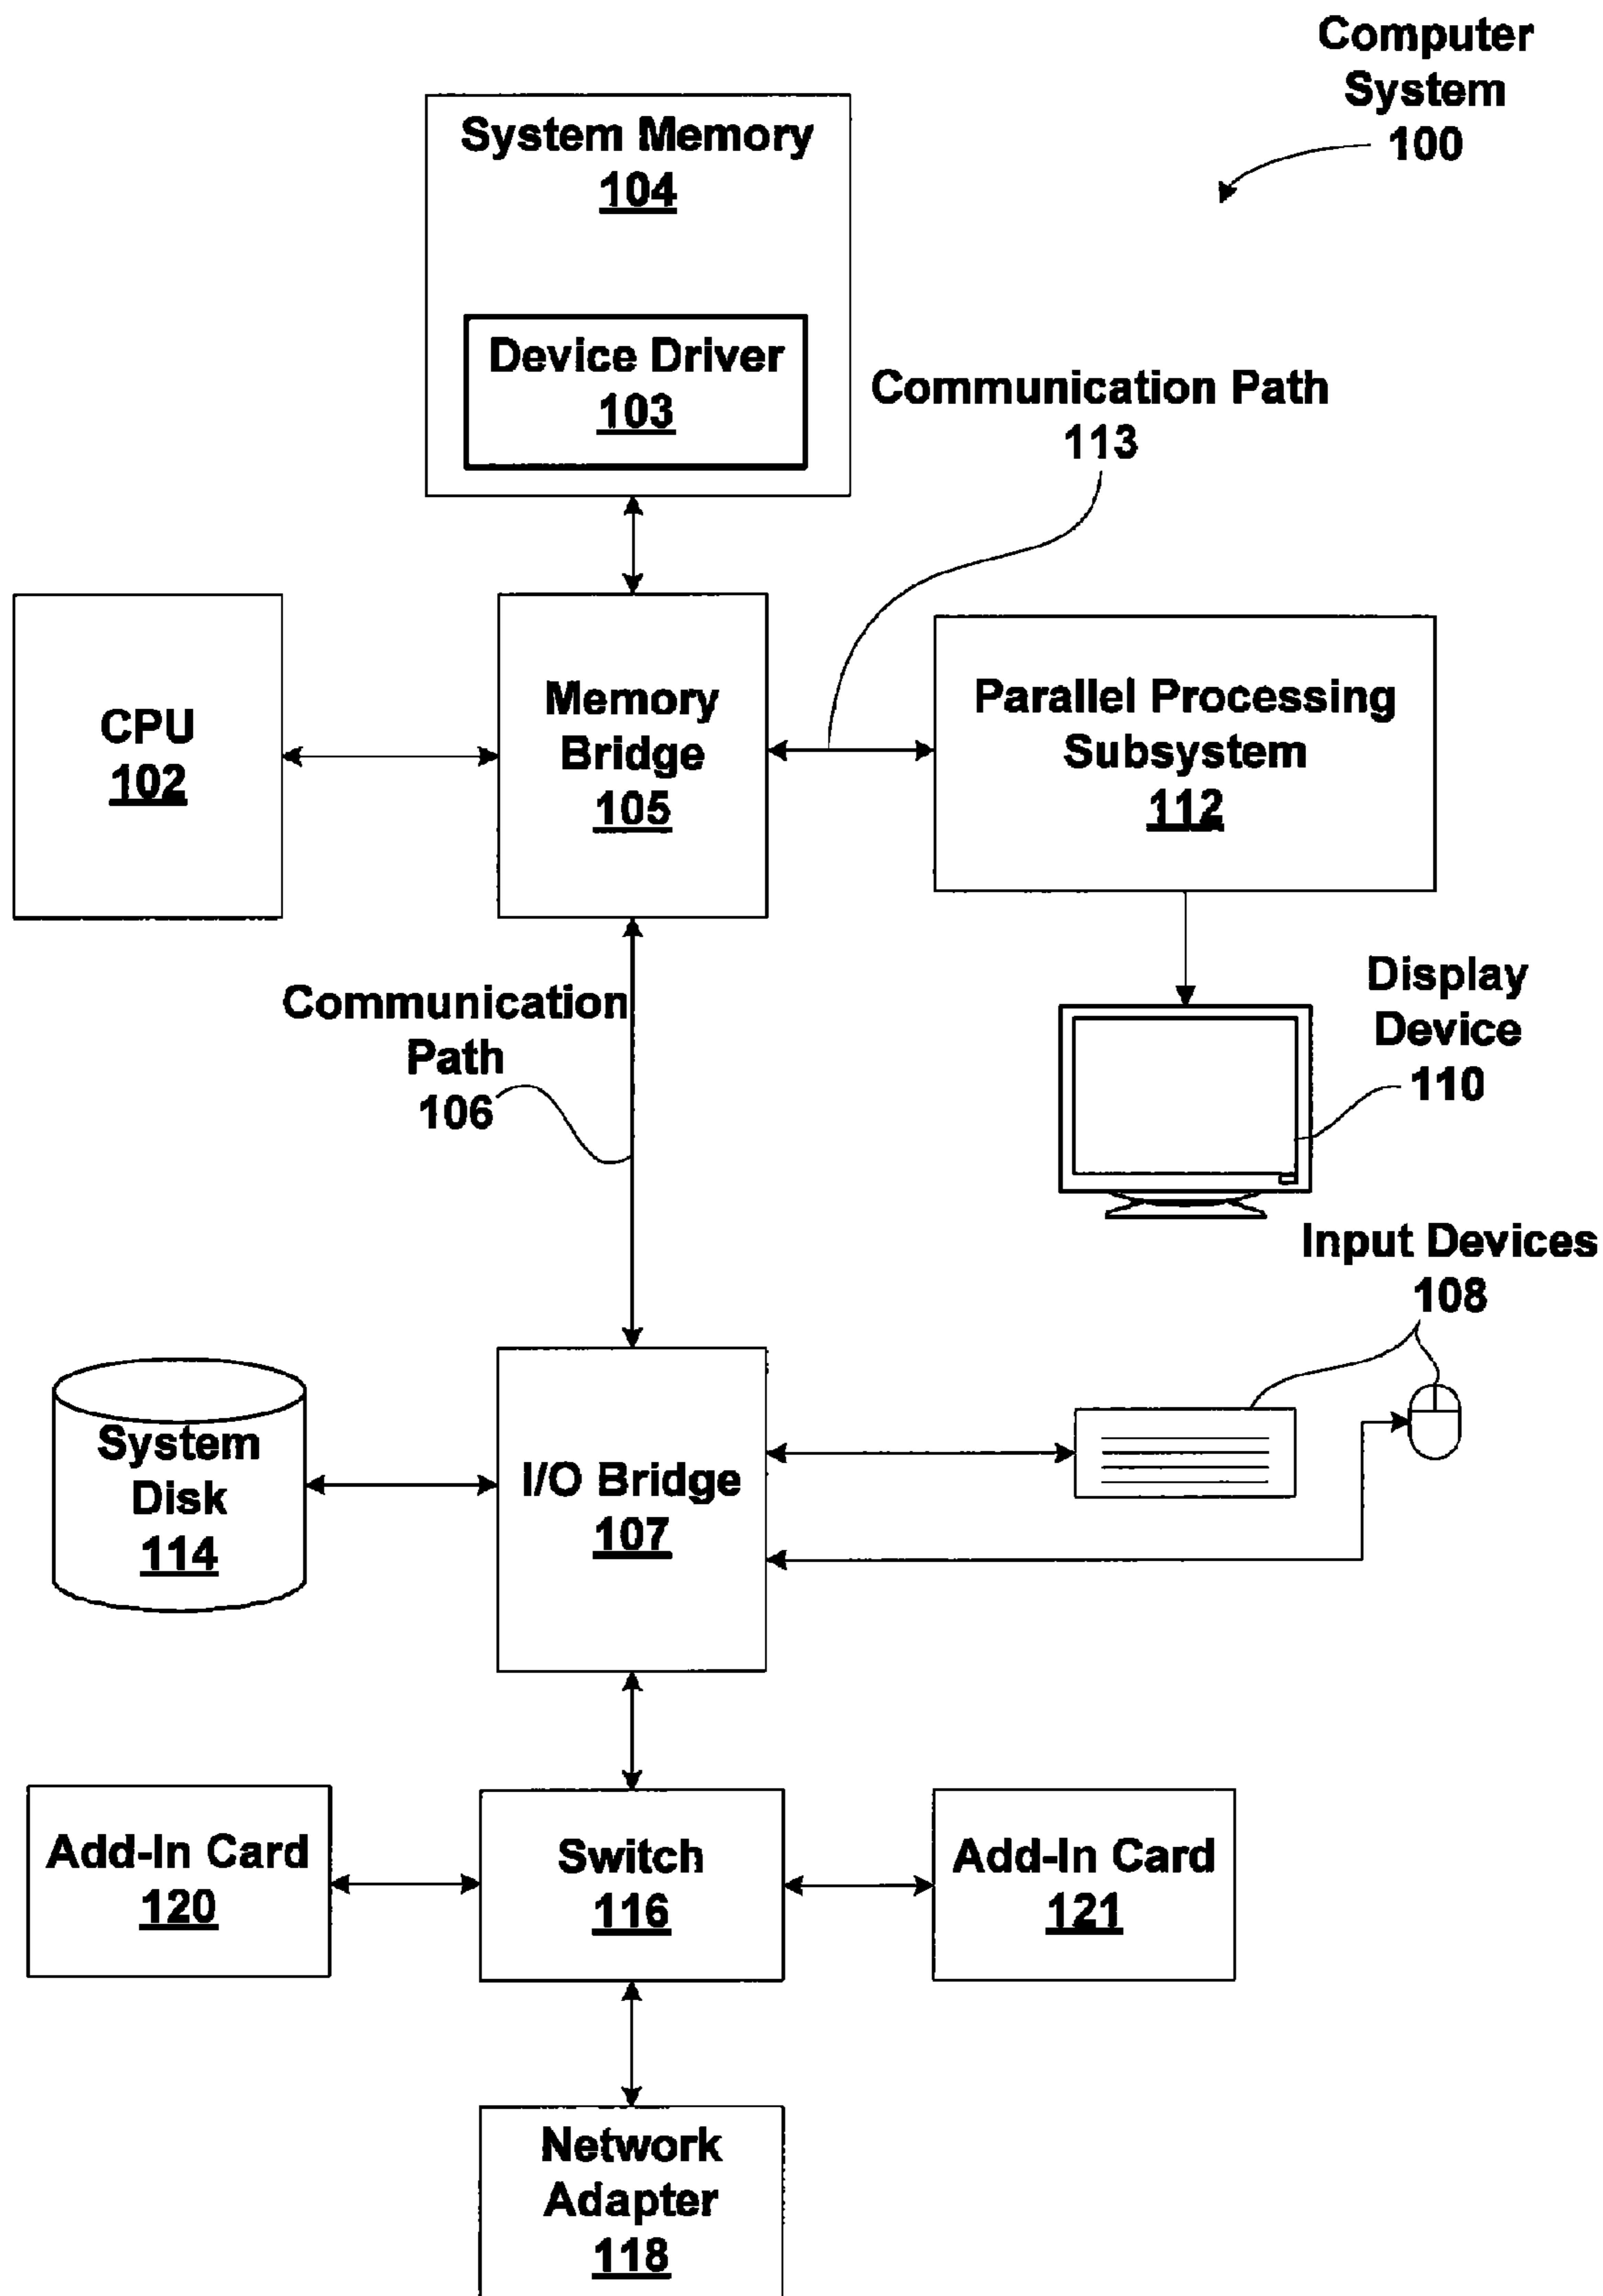 Computer
System
100
System Memory
104
Device Driver
103
Communication Path
113
CPU
102
Memory
Bridge
105
Parallel Processing
Subsystem
112
Communication
Path
106
Display
Device
110
Input Devices
108
System
Disk
114
I/O Bridge
107
Add-In Card
120
Switch
116
Add-In Card
121
Network
Adapter
118